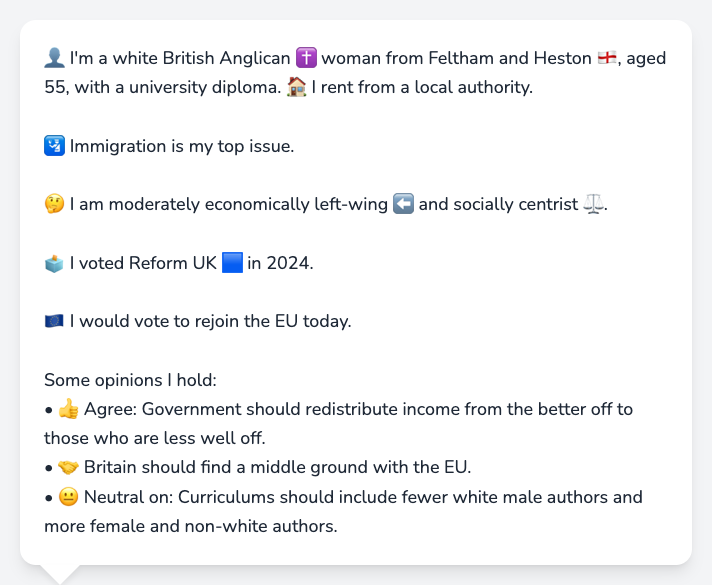 👤 I'm a white British Anglican ✝️ woman from Feltham and Heston 🏴󠁧󠁢󠁥󠁮󠁧󠁿, aged
55, with a university diploma. 🏠 I rent from a local authority.
🛂 Immigration is my top issue.
🤔 I am moderately economically left-wing ⬅️ and socially centrist ⚖️.
🗳️ I voted Reform UK 🟦 in 2024.
🇪🇺 I would vote to rejoin the EU today.
Some opinions I hold:
• 👍 Agree: Government should redistribute income from the better off to
those who are less well off.
• 🤝 Britain should find a middle ground with the EU.
• 😐 Neutral on: Curriculums should include fewer white male authors and
more female and non-white authors.